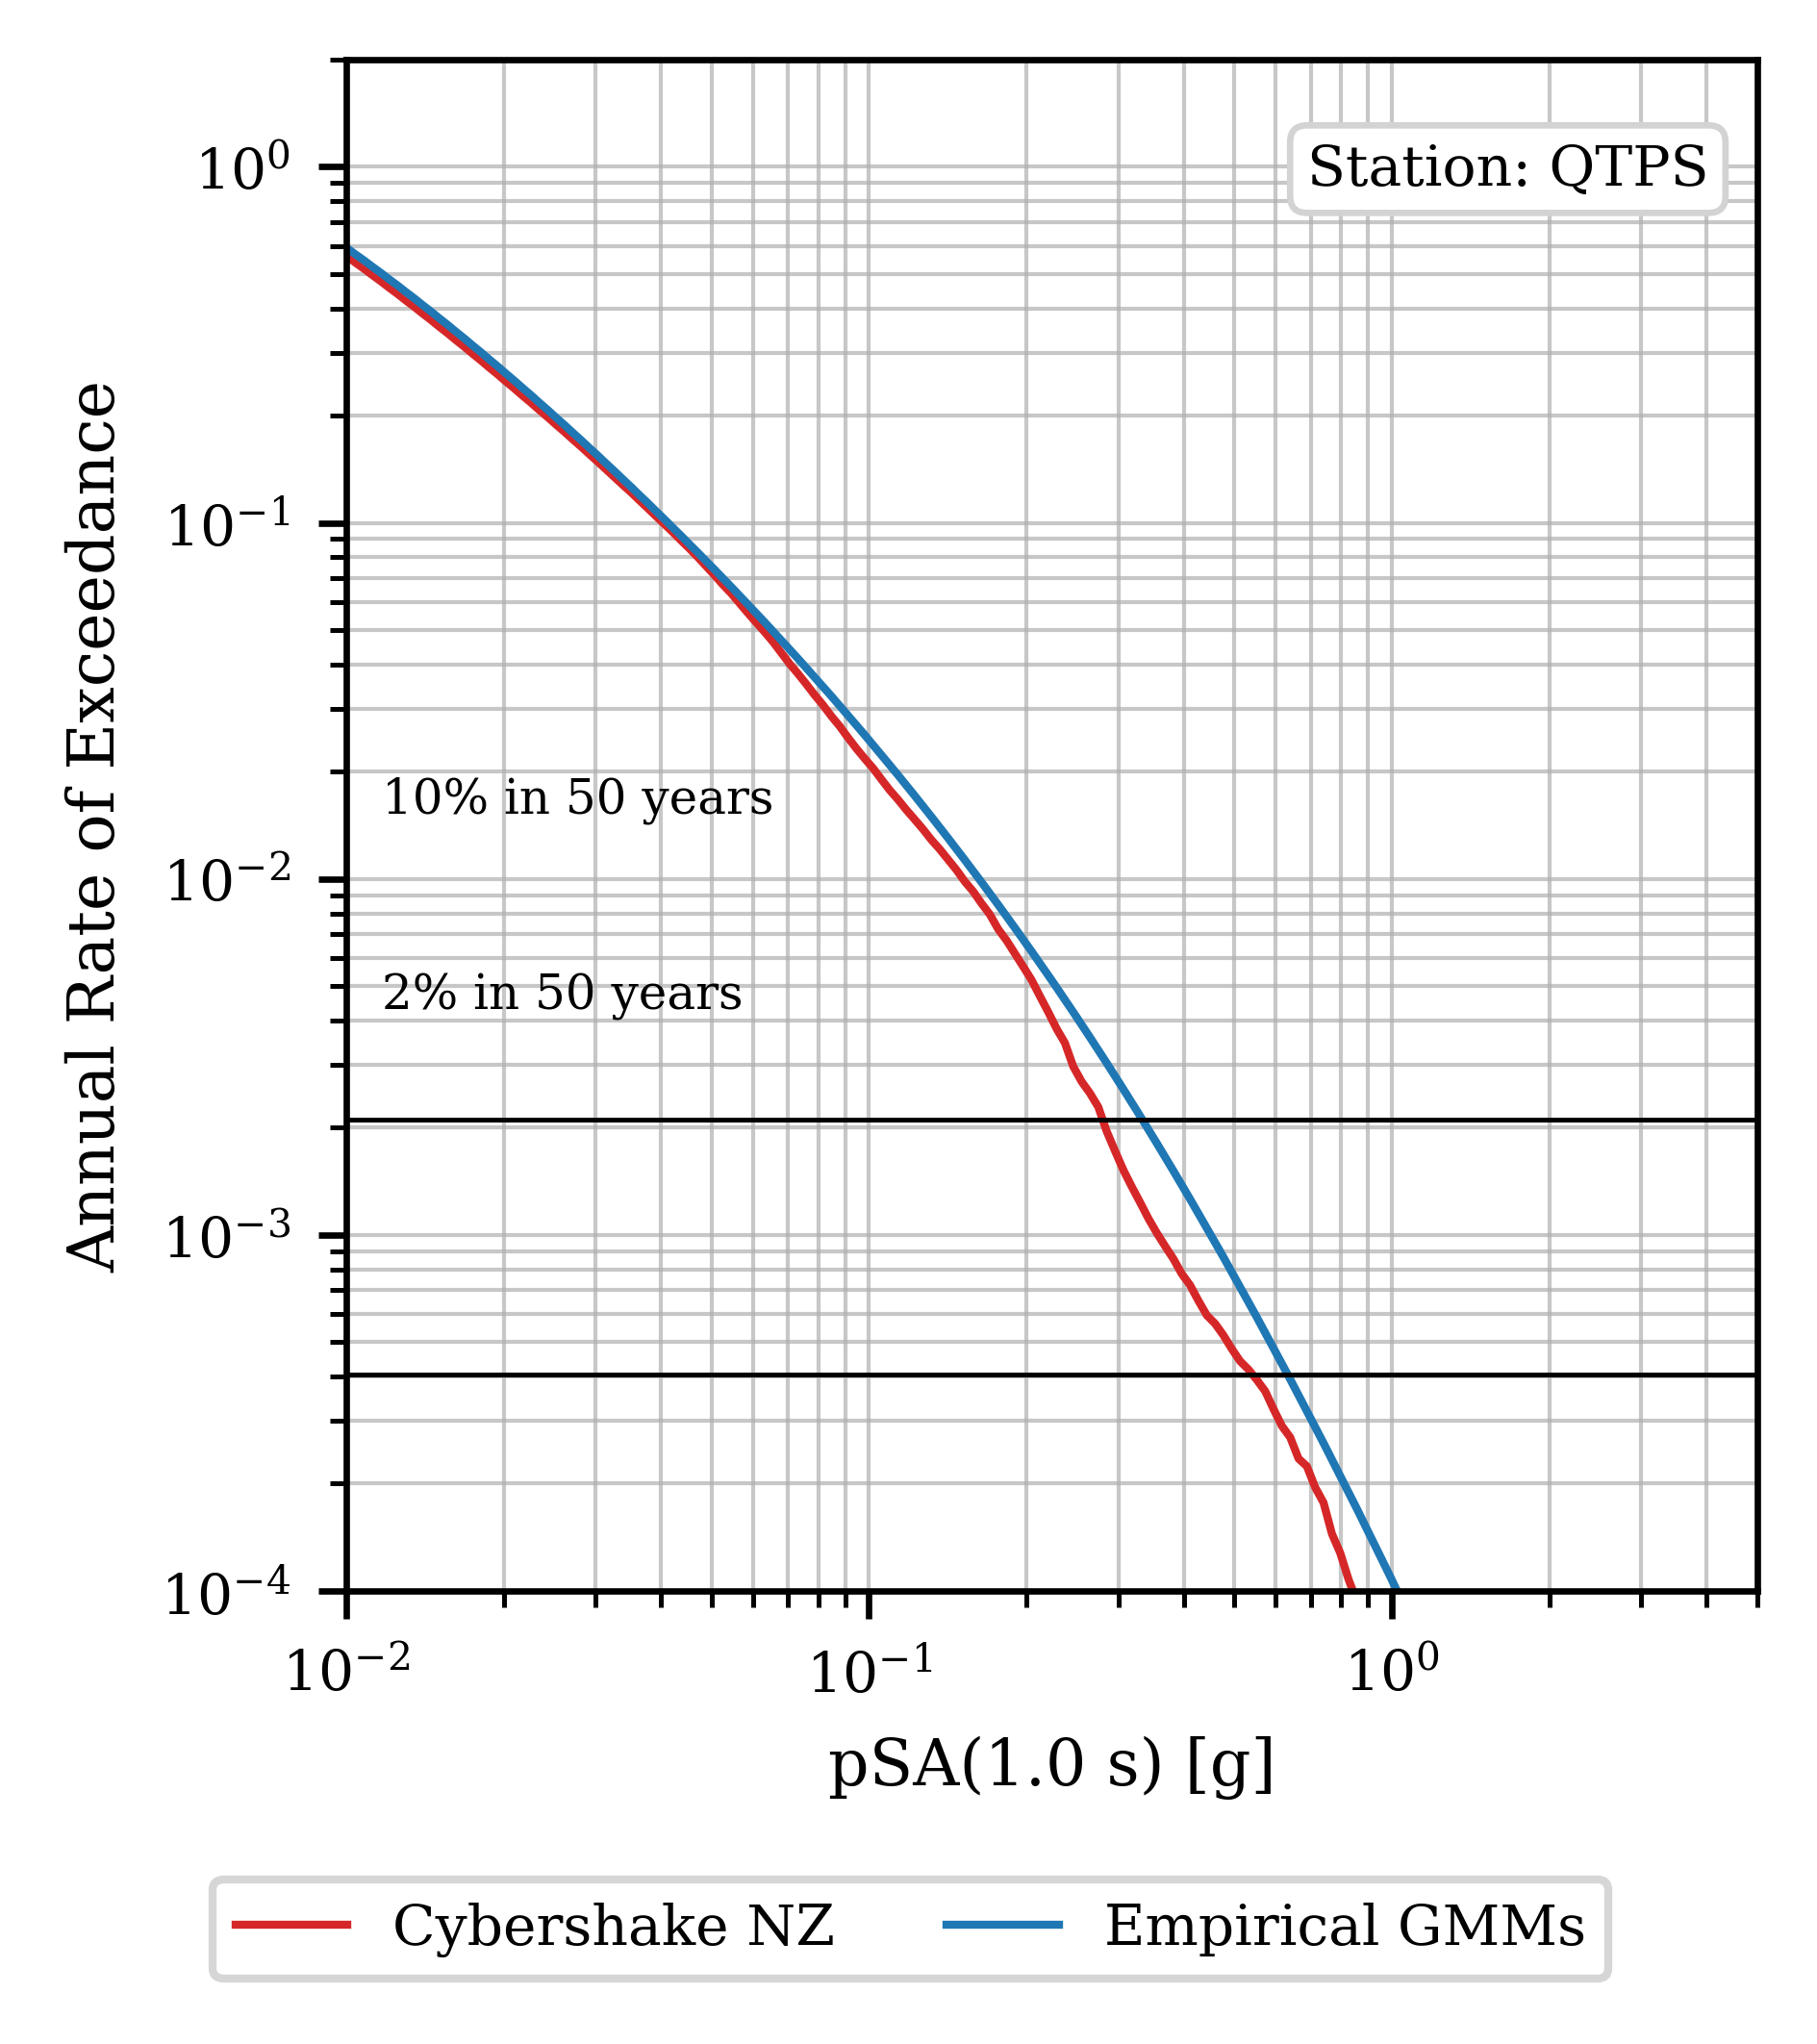 Station: QTPS
10⁰
10⁻¹
10% in 50 years
10⁻²
2% in 50 years
10⁻³
10⁻⁴
Annual Rate of Exceedance
10⁻²
10⁻¹
10⁰
pSA(1.0 s) [g]
Cybershake NZ
Empirical GMMs